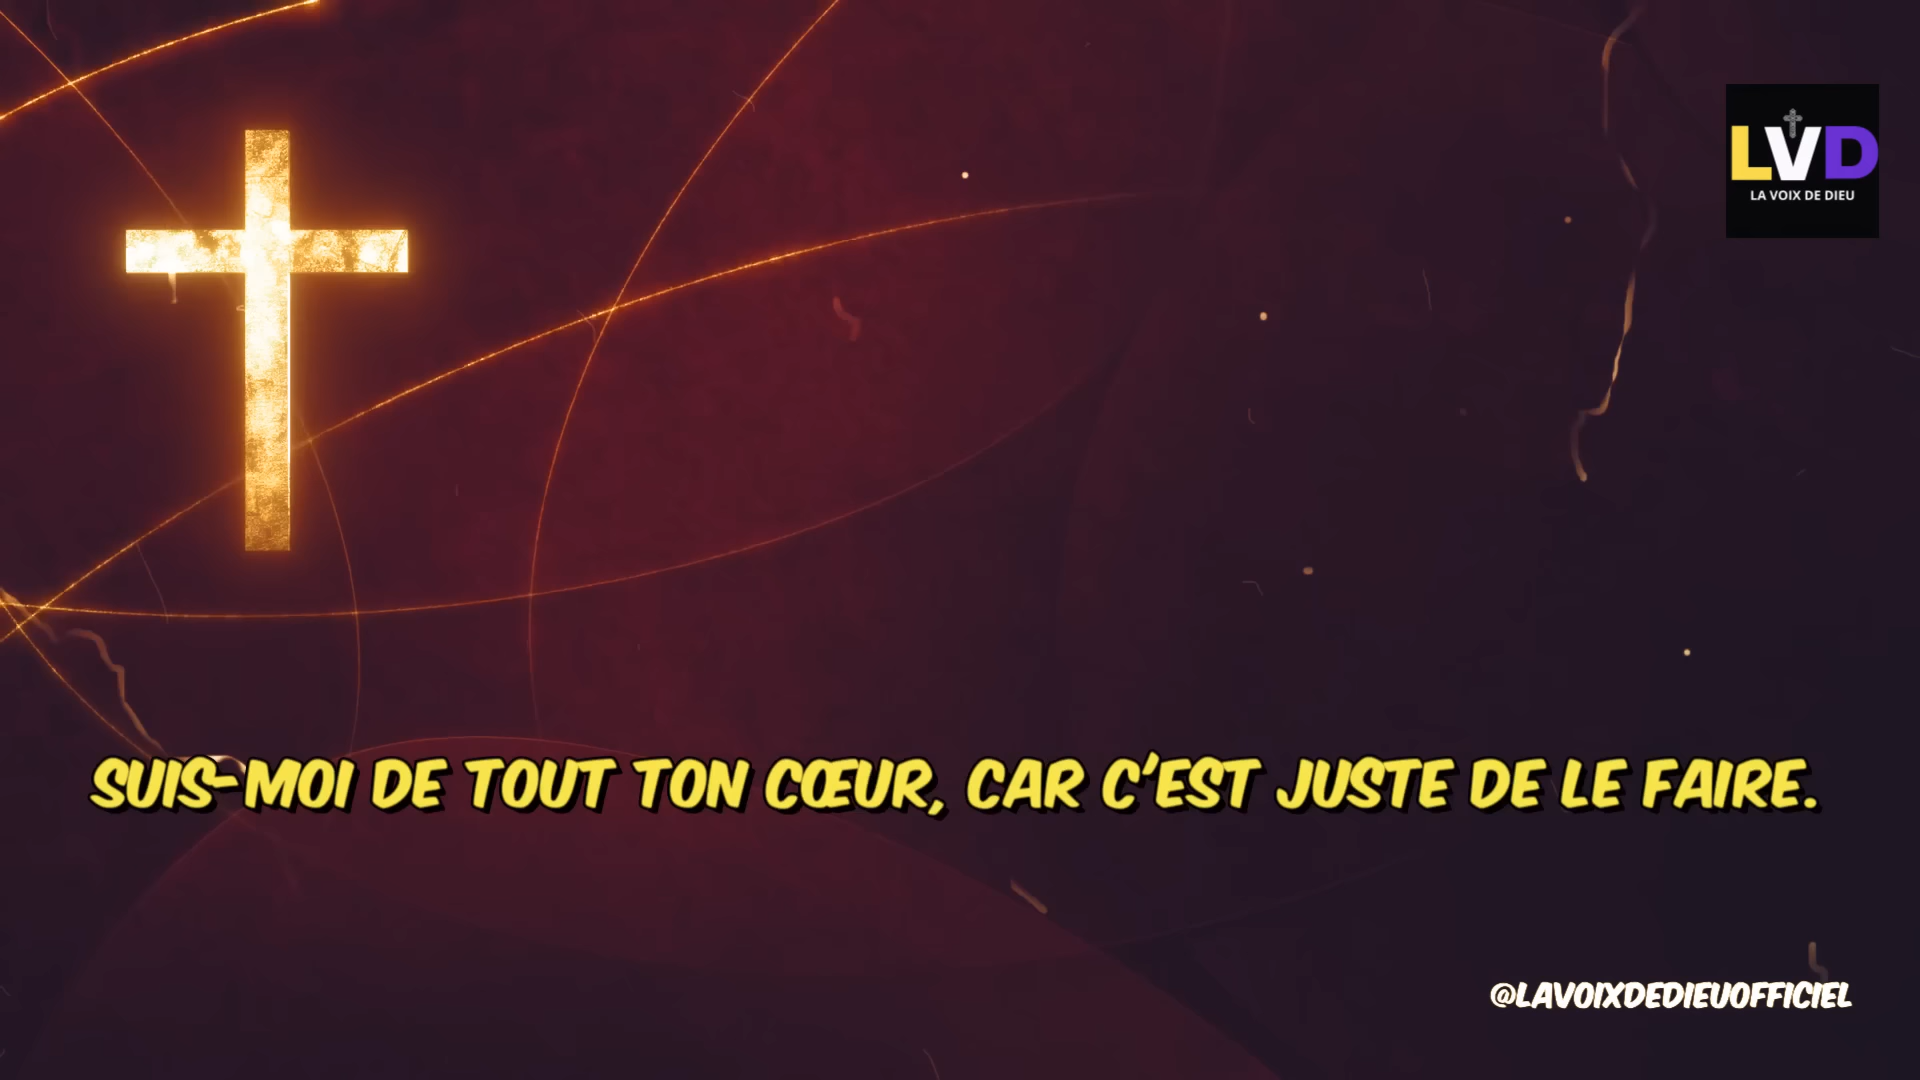 LVD
LA VOIX DE DIEU
SUIS-MOI DE TOUT TON CŒUR, CAR C'EST JUSTE DE LE FAIRE.
@LAVOIXDEDIEUOFFICIEL